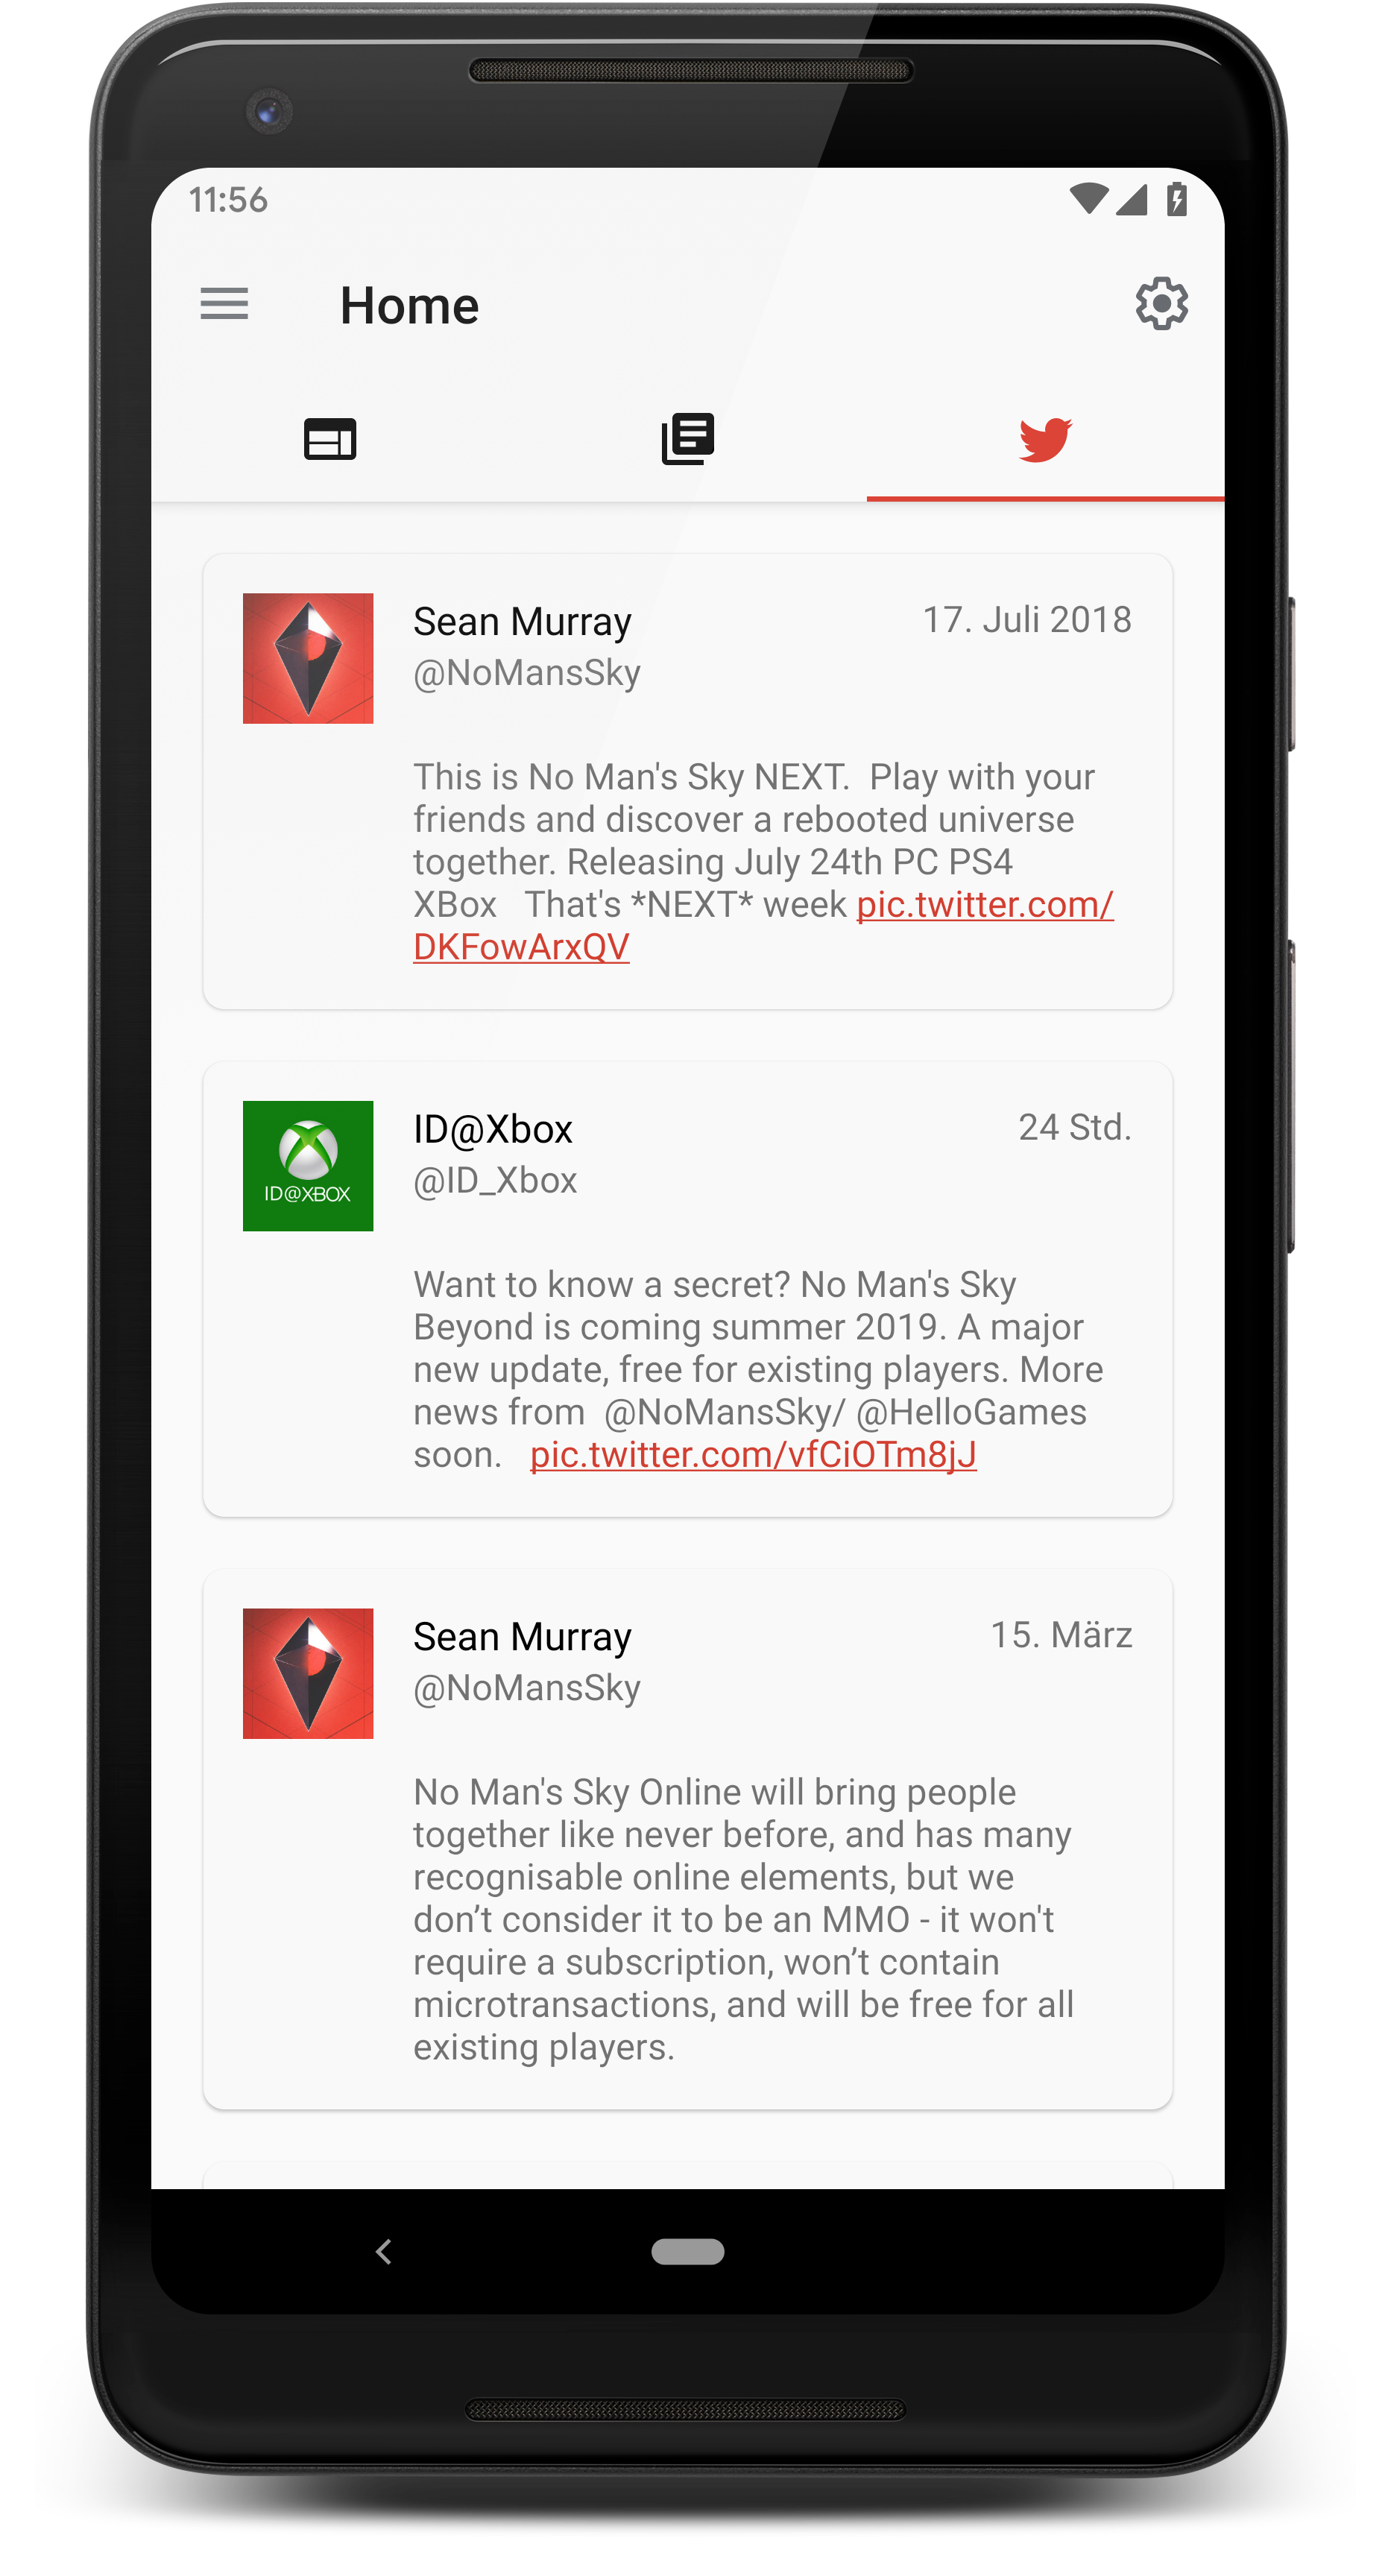 11:56
Home
Sean Murray
17. Juli 2018
@NoMansSky
This is No Man's Sky NEXT.  Play with your
friends and discover a rebooted universe
together. Releasing July 24th PC PS4
XBox   That's *NEXT* week pic.twitter.com/
DKFowArxQV
ID@XBOX
ID@Xbox
24 Std.
@ID_Xbox
Want to know a secret? No Man's Sky
Beyond is coming summer 2019. A major
new update, free for existing players. More
news from  @NoMansSky/ @HelloGames
soon.   pic.twitter.com/vfCiOTm8jJ
Sean Murray
15. März
@NoMansSky
No Man's Sky Online will bring people
together like never before, and has many
recognisable online elements, but we
don’t consider it to be an MMO - it won't
require a subscription, won’t contain
microtransactions, and will be free for all
existing players.